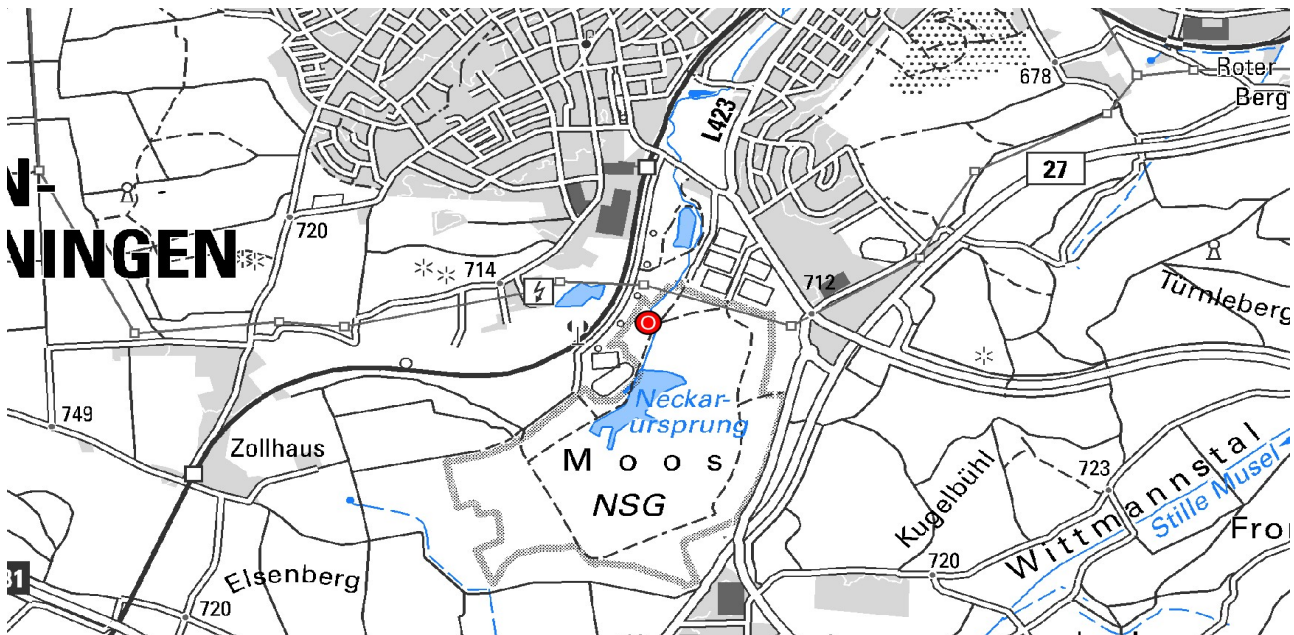 678
Roter
Berg
L423
27
N-
NINGEN
720
714
712
Türnleberg
749
Neckar-
ursprung
Zollhaus
Moos
NSG
Kugelbühl
723
Wittmannstal
Stille Musel
Fro
720
Elsenberg
31
720